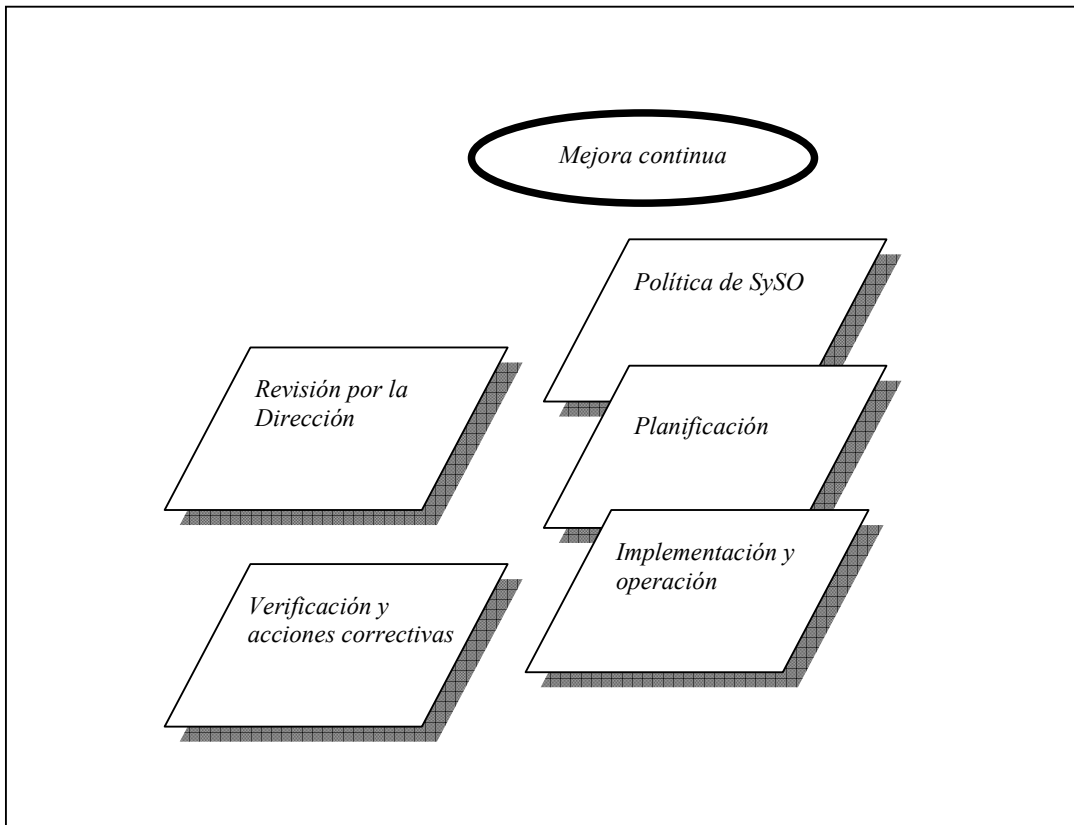 Mejora continua
Política de SySO
Revisión por la
Dirección
Planificación
Implementación y
operación
Verificación y
acciones correctivas